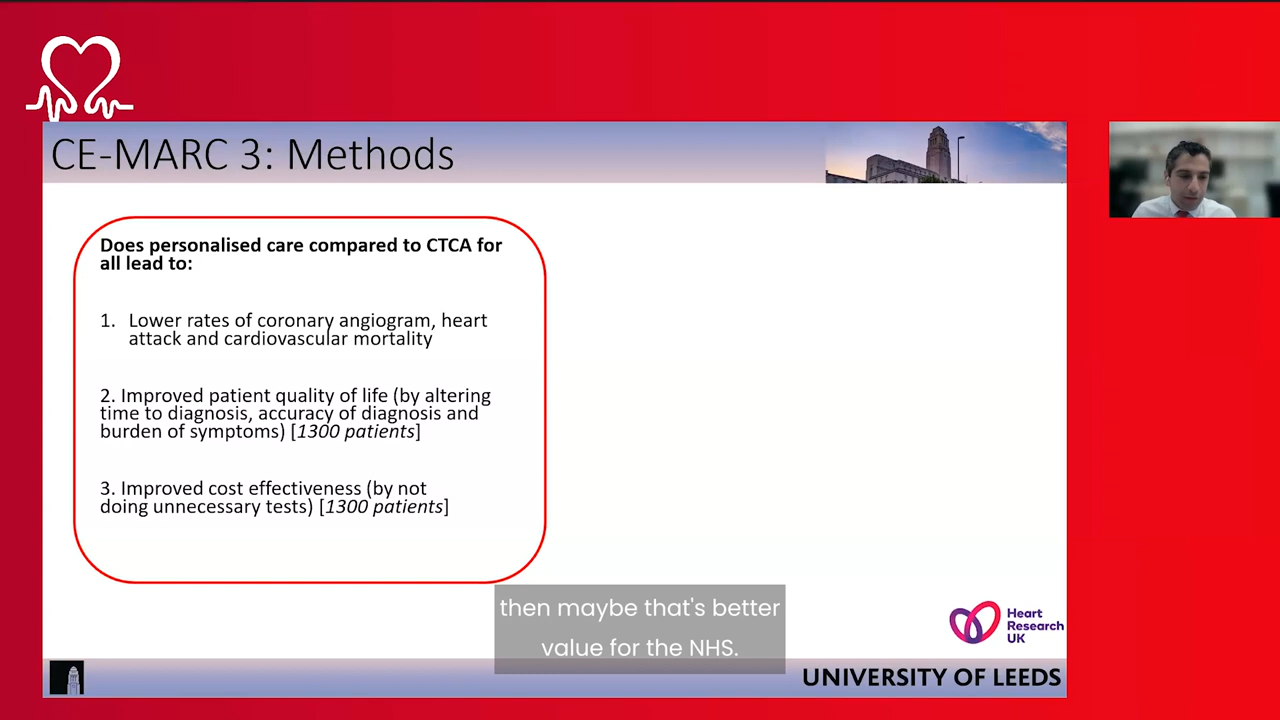 CE-MARC 3: Methods
Does personalised care compared to CTCA for
all lead to:
1. Lower rates of coronary angiogram, heart
attack and cardiovascular mortality
2. Improved patient quality of life (by altering
time to diagnosis, accuracy of diagnosis and
burden of symptoms) [1300 patients]
3. Improved cost effectiveness (by not
doing unnecessary tests) [1300 patients]
then maybe that's better
value for the NHS.
Heart
Research
UK
UNIVERSITY OF LEEDS